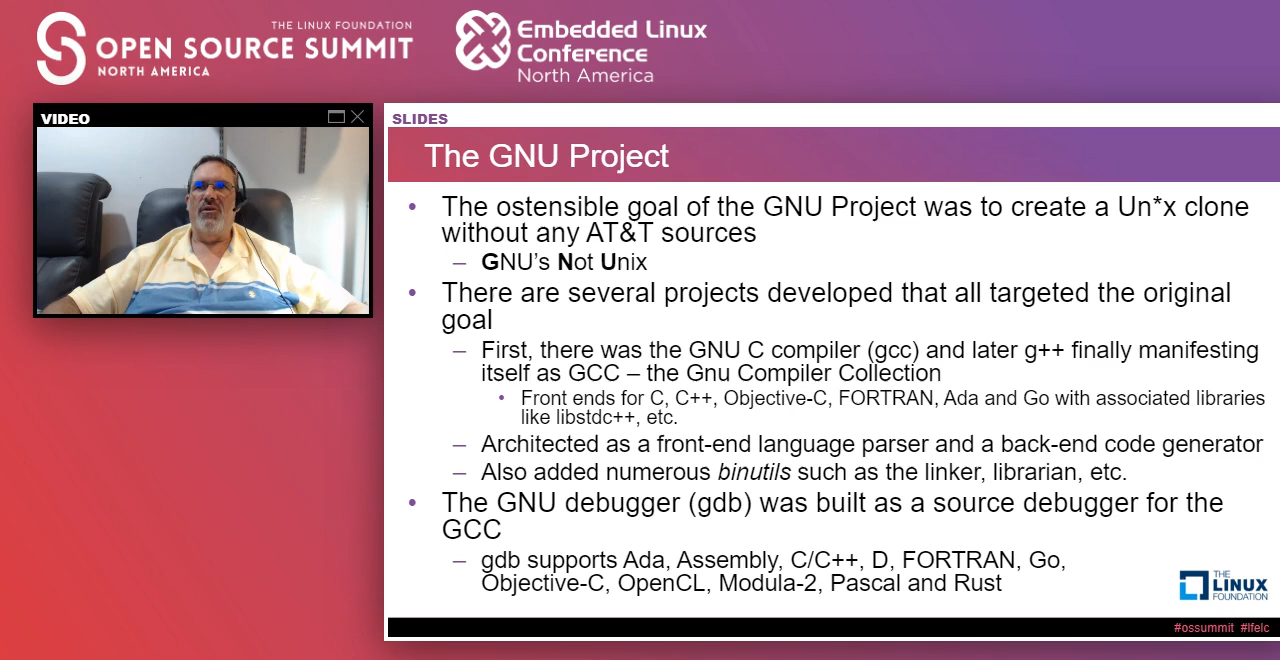 THE LINUX FOUNDATION
OPEN SOURCE SUMMIT
NORTH AMERICA
Embedded Linux
Conference
North America
VIDEO
SLIDES
The GNU Project
• The ostensible goal of the GNU Project was to create a Un*x clone
without any AT&T sources
– GNU’s Not Unix
• There are several projects developed that all targeted the original
goal
– First, there was the GNU C compiler (gcc) and later g++ finally manifesting
itself as GCC – the Gnu Compiler Collection
• Front ends for C, C++, Objective-C, FORTRAN, Ada and Go with associated libraries
like libstdc++, etc.
– Architected as a front-end language parser and a back-end code generator
– Also added numerous binutils such as the linker, librarian, etc.
• The GNU debugger (gdb) was built as a source debugger for the
GCC
– gdb supports Ada, Assembly, C/C++, D, FORTRAN, Go,
Objective-C, OpenCL, Modula-2, Pascal and Rust
THE
LINUX
FOUNDATION
#ossummit #lfelc